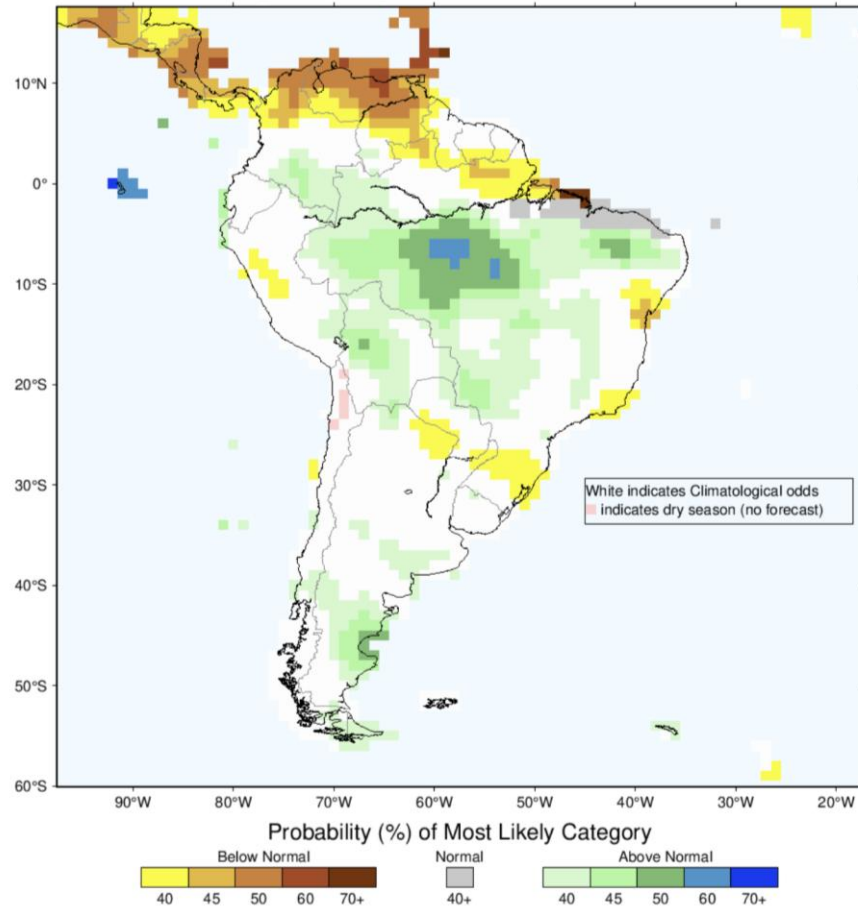 10°N
0°
10°S
20°S
30°S
40°S
50°S
60°S
White indicates Climatological odds
indicates dry season (no forecast)
90°W 80°W 70°W 60°W 50°W 40°W 30°W 20°W
Probability (%) of Most Likely Category
Below Normal Normal Above Normal
40 45 50 60 70+ 40+ 40 45 50 60 70+